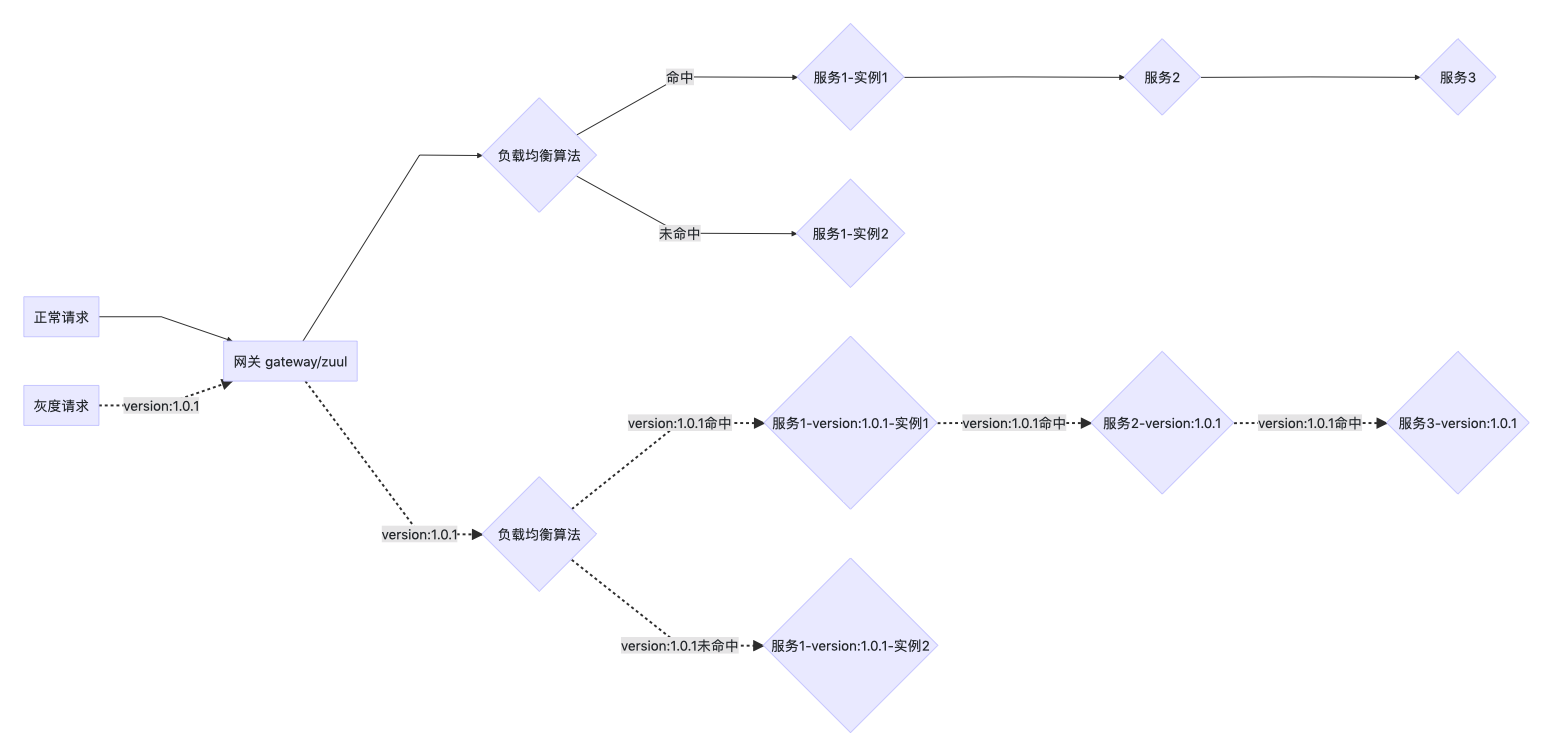 命中
服务1-实例1
服务2
服务3
负载均衡算法
未命中
服务1-实例2
正常请求
网关 gateway/zuul
灰度请求
version:1.0.1
version:1.0.1命中
服务1-version:1.0.1-实例1
version:1.0.1命中
服务2-version:1.0.1
version:1.0.1命中
服务3-version:1.0.1
version:1.0.1
负载均衡算法
version:1.0.1未命中
服务1-version:1.0.1-实例2